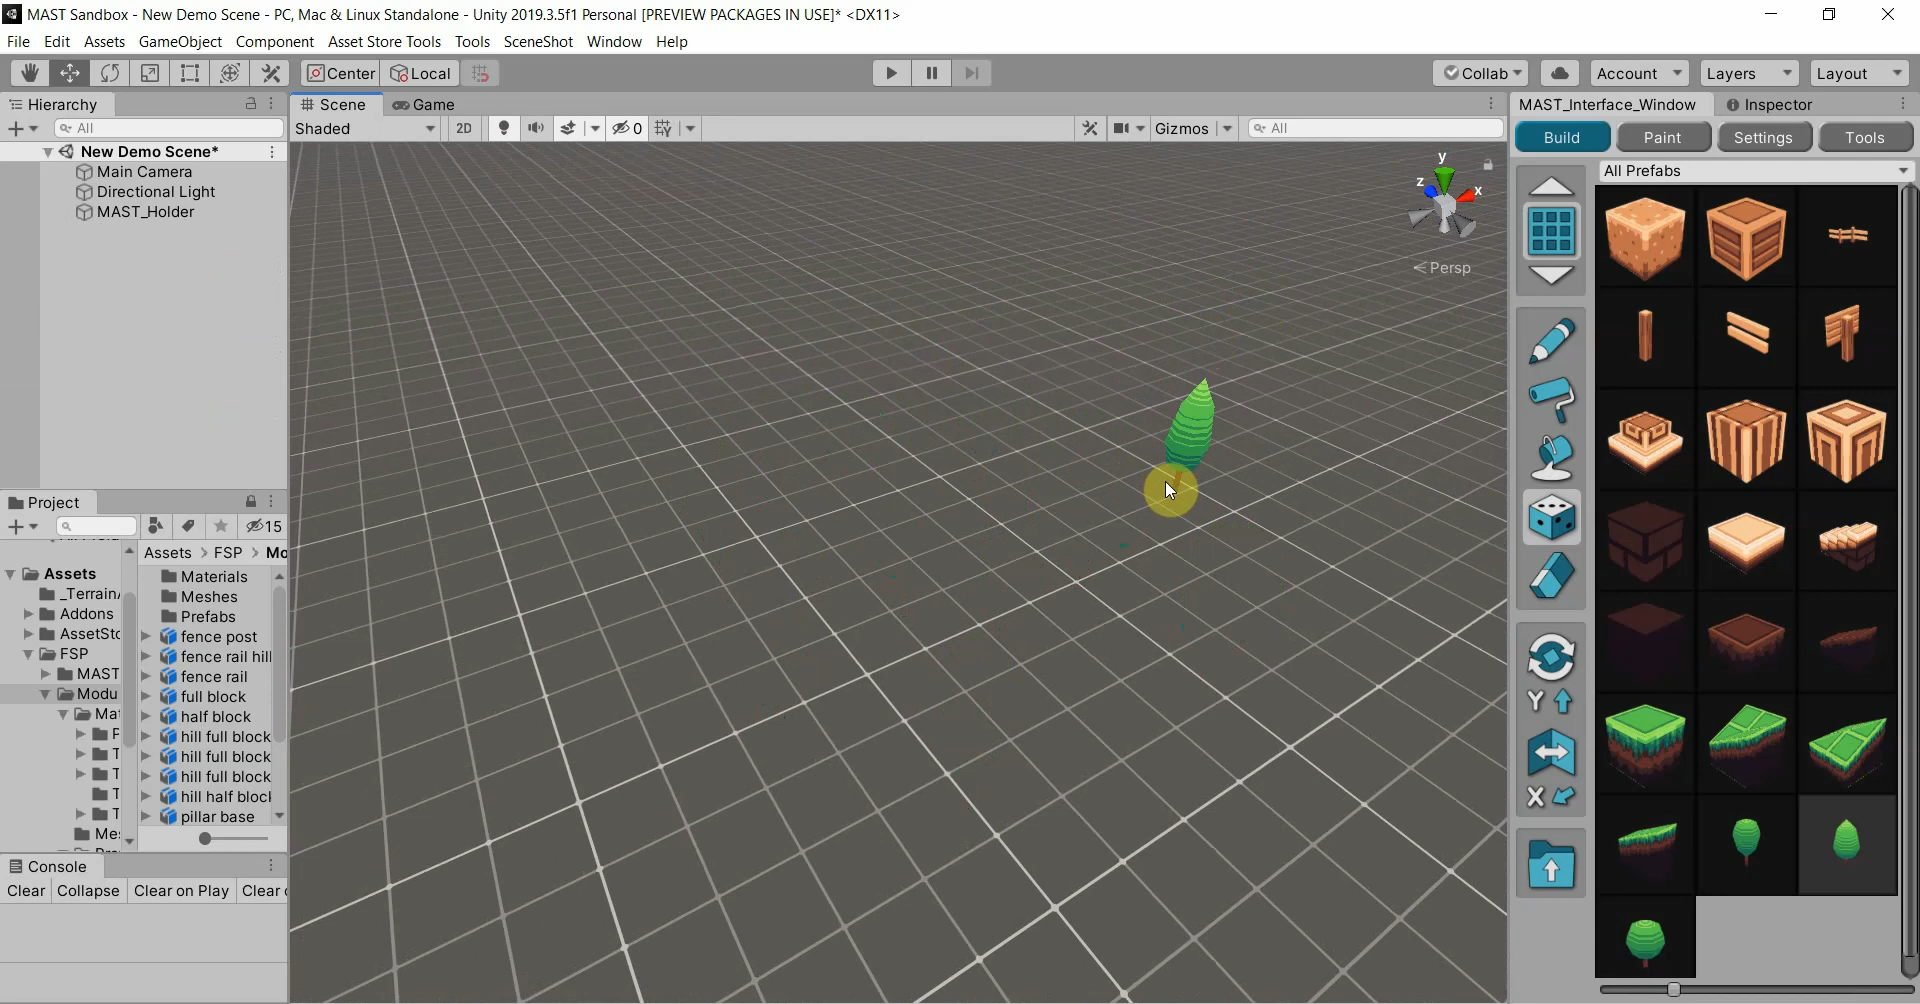 MAST Sandbox - New Demo Scene - PC, Mac & Linux Standalone - Unity 2019.3.5f1 Personal [PREVIEW PACKAGES IN USE]* <DX11>
File Edit Assets GameObject Component Asset Store Tools Tools SceneShot Window Help
Center Local Collab Account Layers Layout
Hierarchy
All
New Demo Scene*
Main Camera
Directional Light
MAST_Holder
Scene Game
Shaded 2D 0 Gizmos All
y
z x
Persp
MAST_Interface_Window Inspector
Build Paint Settings Tools
All Prefabs
Y
X
Project
15
Assets
_Terrain
Addons
AssetSto
FSP
MAST
Modu
Mat
F
T
T
T
T
Me
Assets > FSP > Mo
Materials
Meshes
Prefabs
fence post
fence rail hill
fence rail
full block
half block
hill full block
hill full block
hill full block
hill half block
pillar base
Console
Clear Collapse Clear on Play Clear